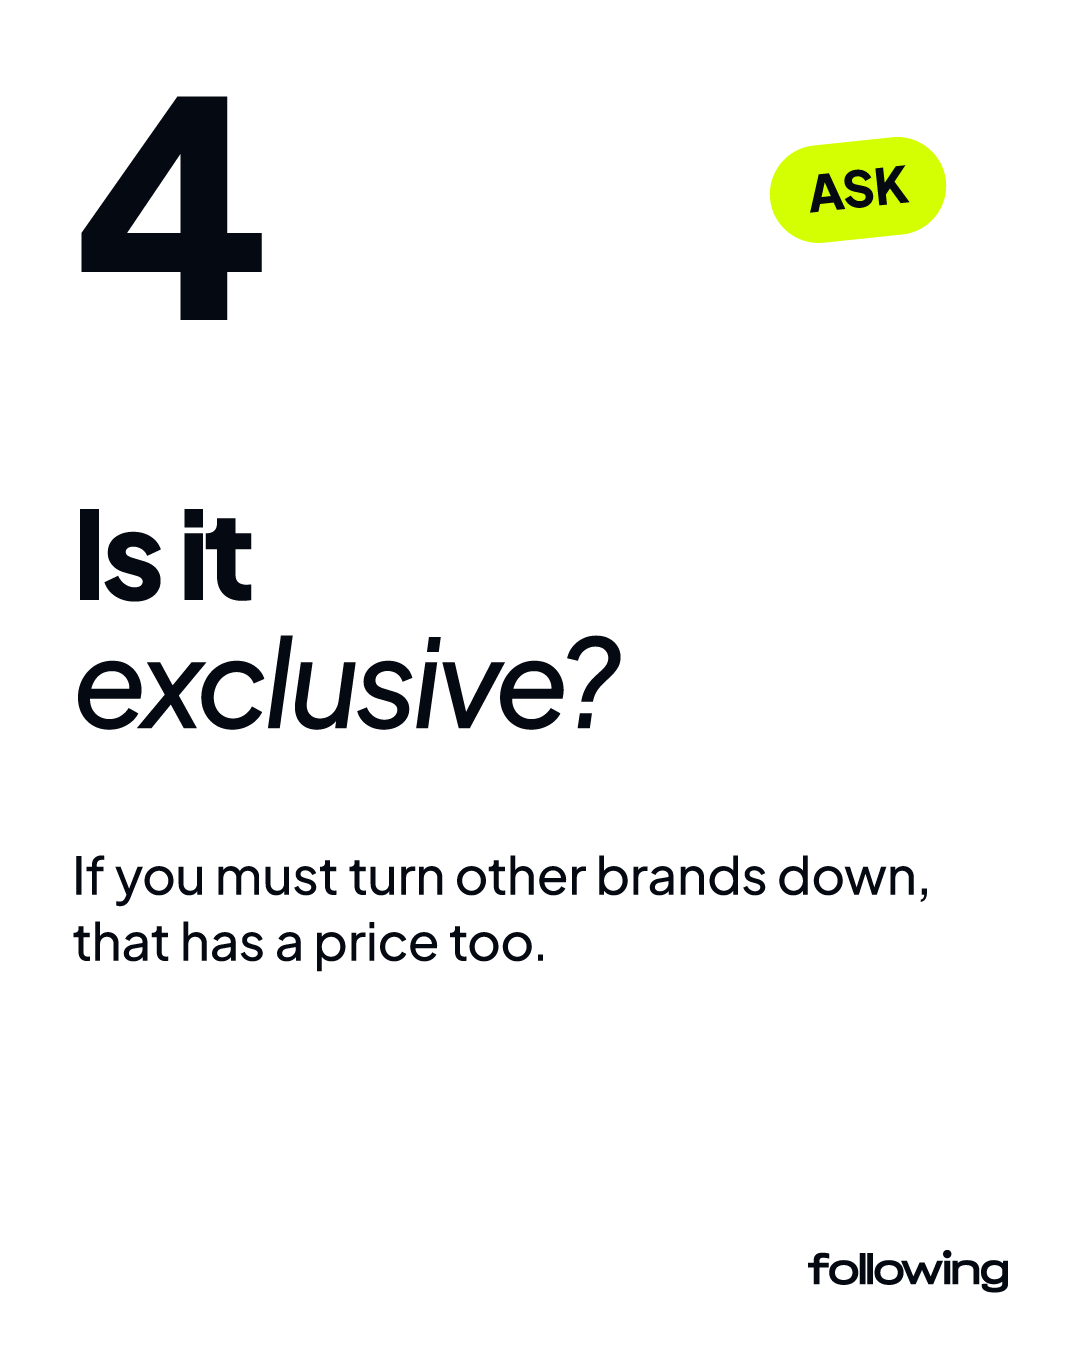 4
ASK
Is it
exclusive?
If you must turn other brands down,
that has a price too.
following